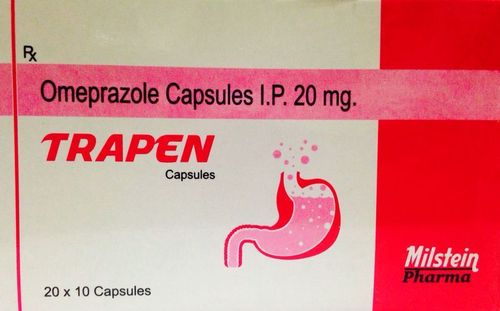 Rx
Omeprazole Capsules I.P. 20 mg.
TRAPEN
Capsules
20 x 10 Capsules
Milstein
Pharma